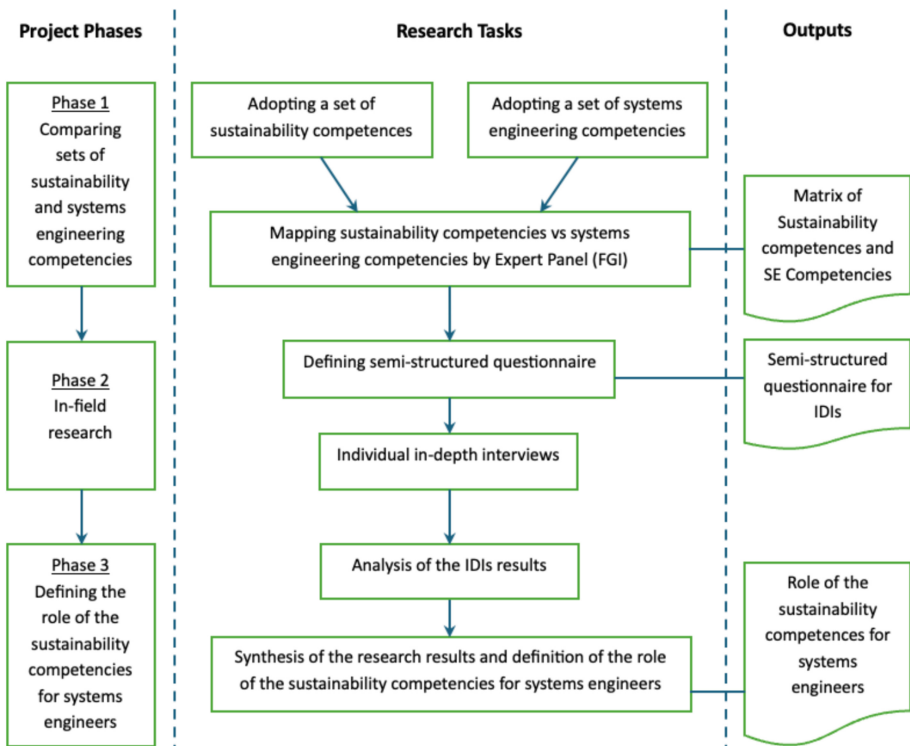 Project Phases
Research Tasks
Outputs
Phase 1
Comparing
sets of
sustainability
and systems
engineering
competencies
Adopting a set of
sustainability competences
Adopting a set of systems
engineering competencies
Mapping sustainability competencies vs systems
engineering competencies by Expert Panel (FGI)
Matrix of
Sustainability
competences and
SE Competencies
Phase 2
In-field
research
Defining semi-structured questionnaire
Semi-structured
questionnaire for
IDIs
Individual in-depth interviews
Phase 3
Defining the
role of the
sustainability
competencies
for systems
engineers
Analysis of the IDIs results
Synthesis of the research results and definition of the role
of the sustainability competencies for systems engineers
Role of the
sustainability
competences for
systems
engineers